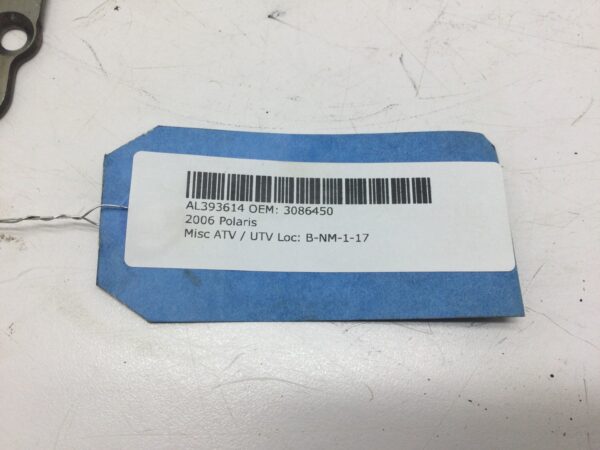 AL393614 OEM: 3086450
2006 Polaris
Misc ATV / UTV Loc: B-NM-1-17